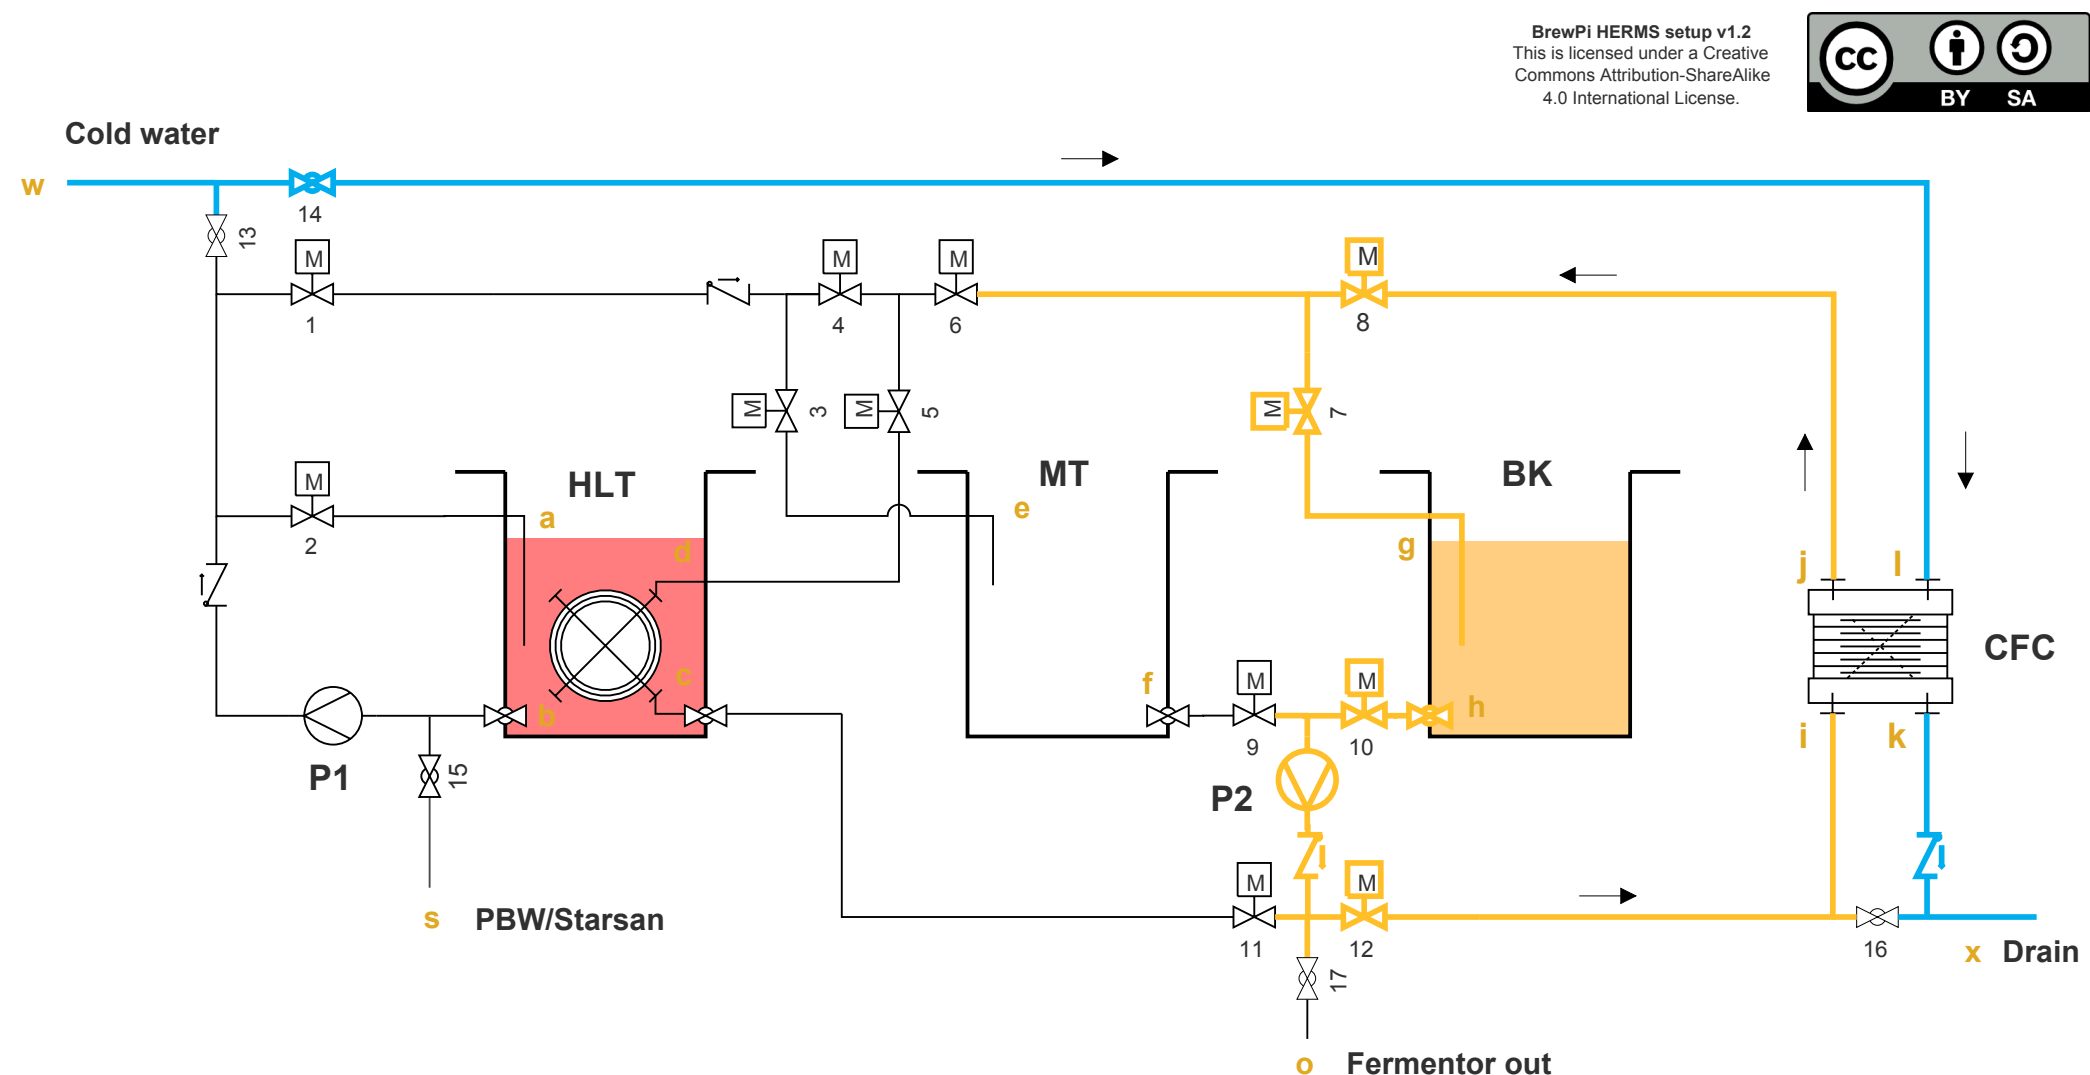 BrewPi HERMS setup v1.2
This is licensed under a Creative
Commons Attribution-ShareAlike
4.0 International License.
cc
BY SA
Cold water
w
14
13
M
M
M
M
1
4
6
8
M
3
M
5
M
7
HLT
MT
BK
M
2
a
d
e
g
j
l
CFC
c
b
f
M
M
h
i
k
9
10
P1
15
P2
M
M
s
PBW/Starsan
11
12
16
17
x
Drain
o
Fermentor out